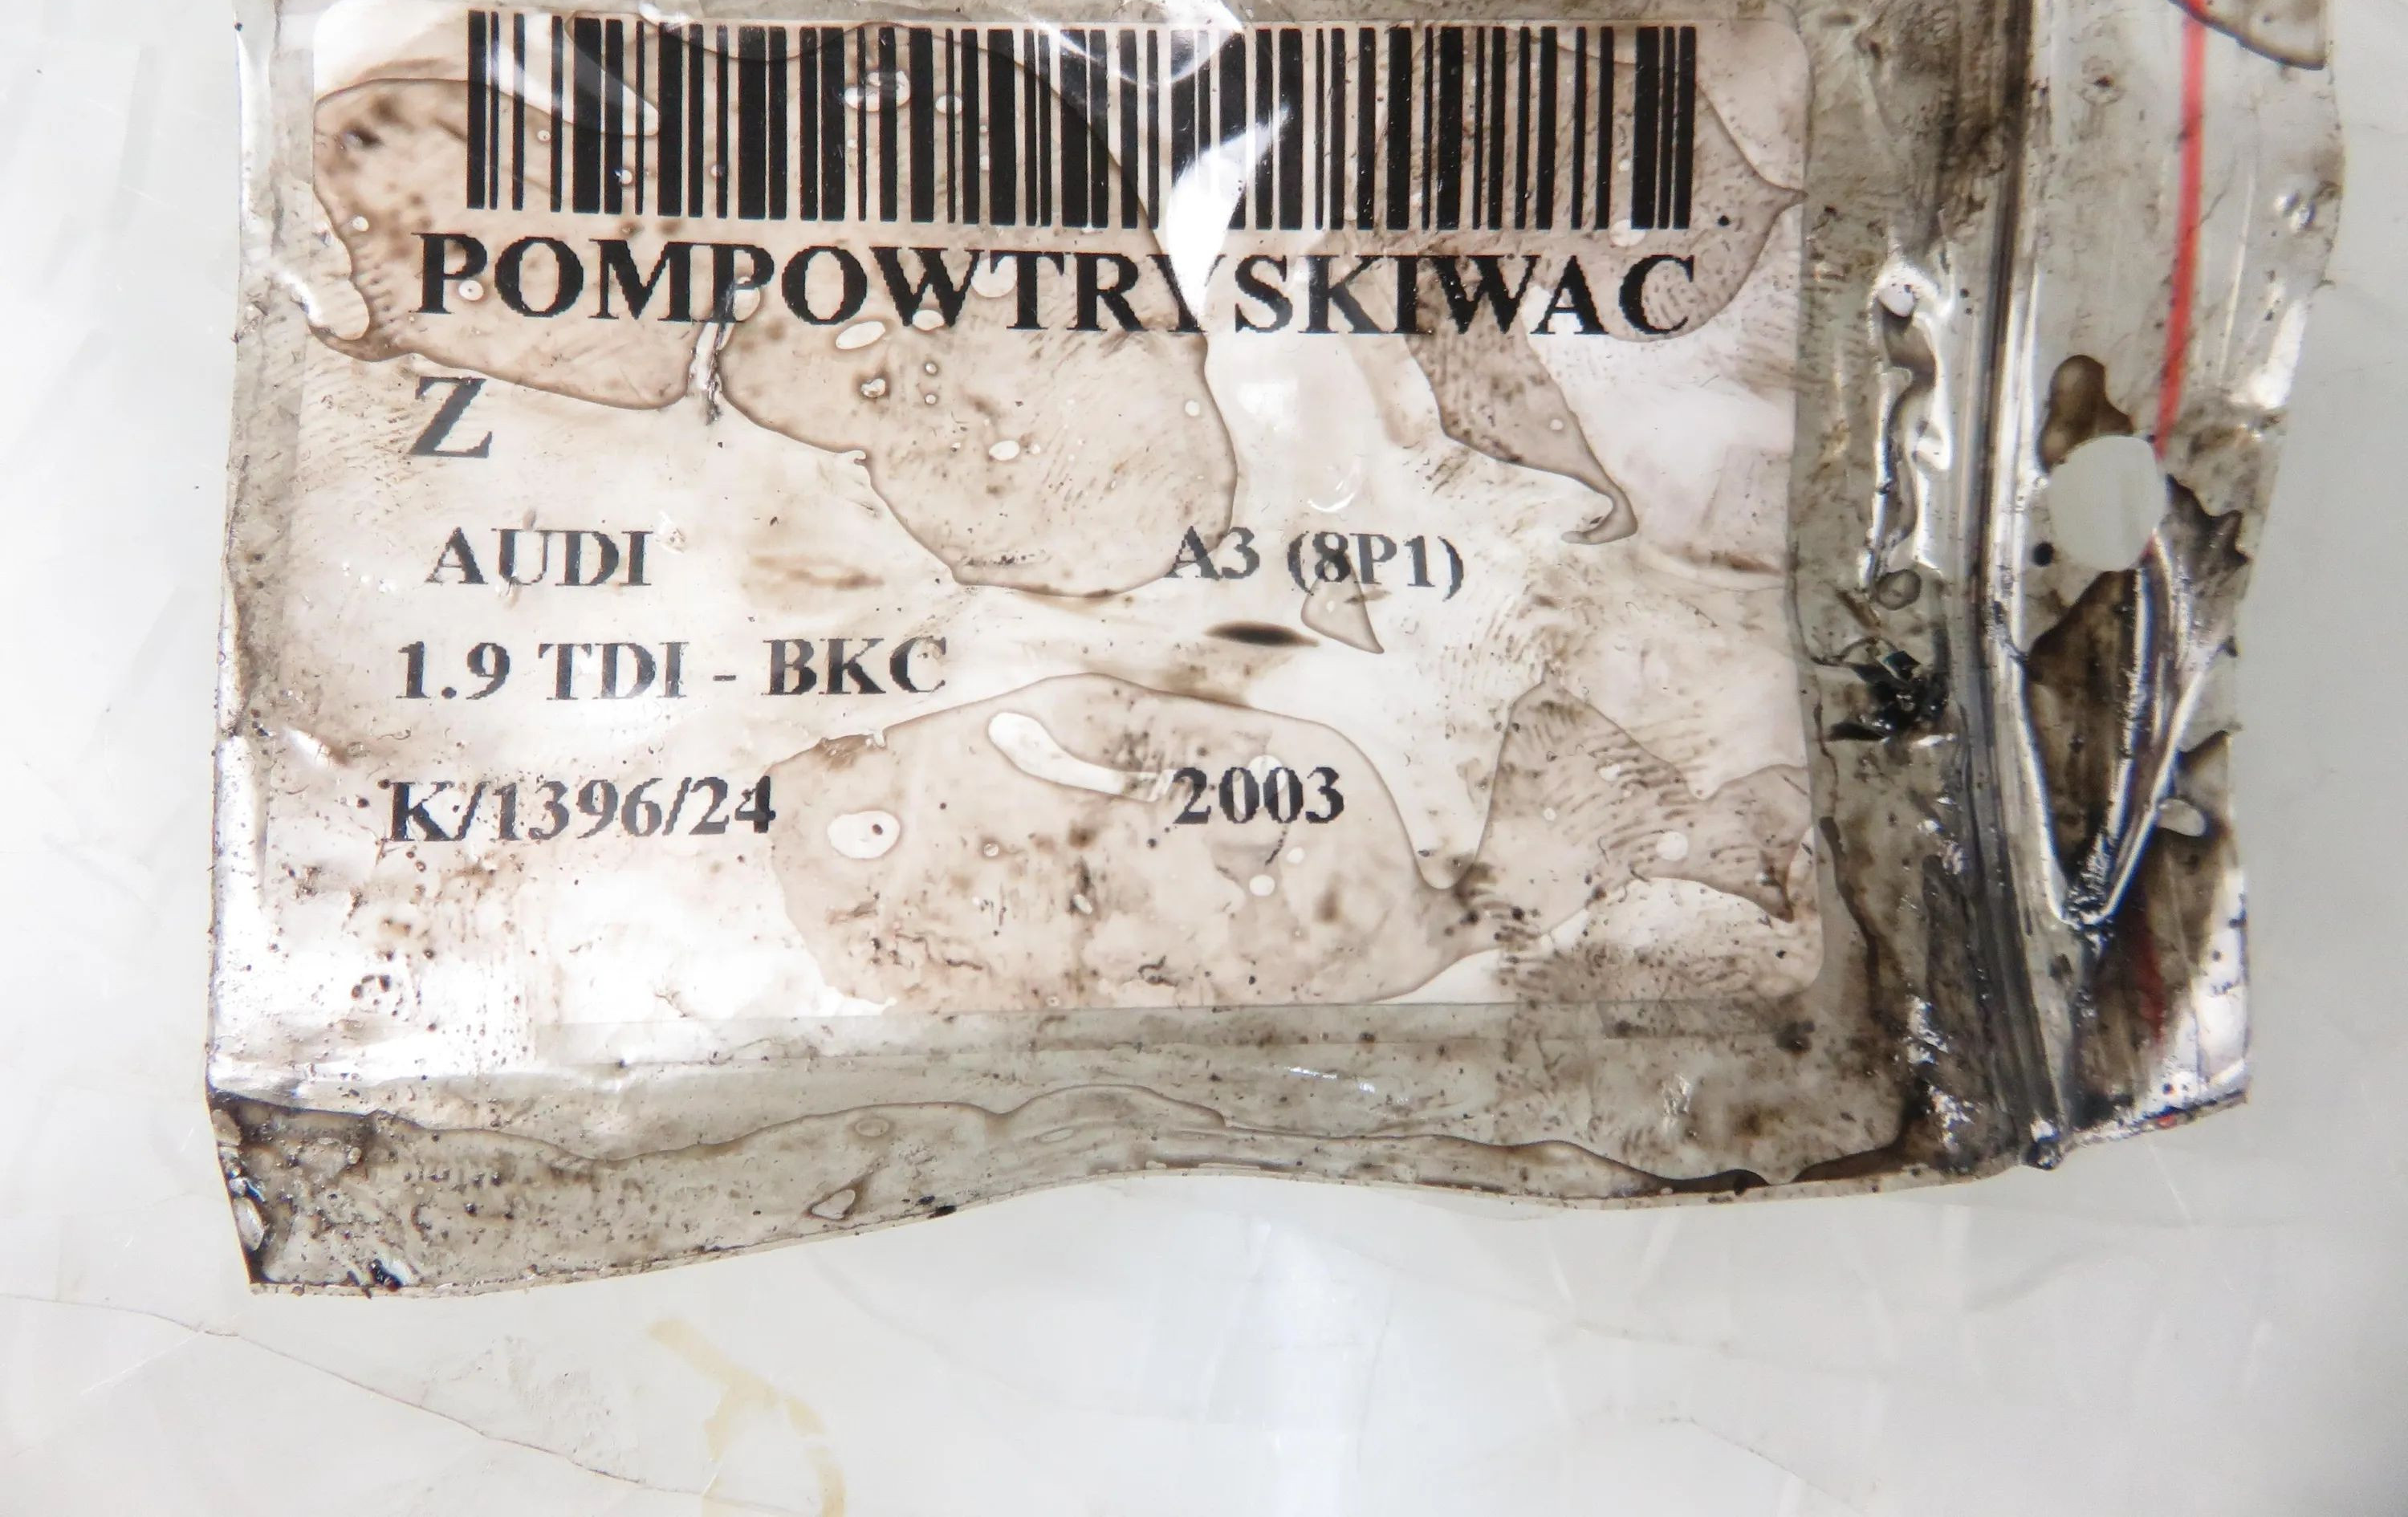 POMPOWTRYSKIWAC
Z
AUDI A3 (8P1)
1.9 TDI - BKC
K/1396/24 2003